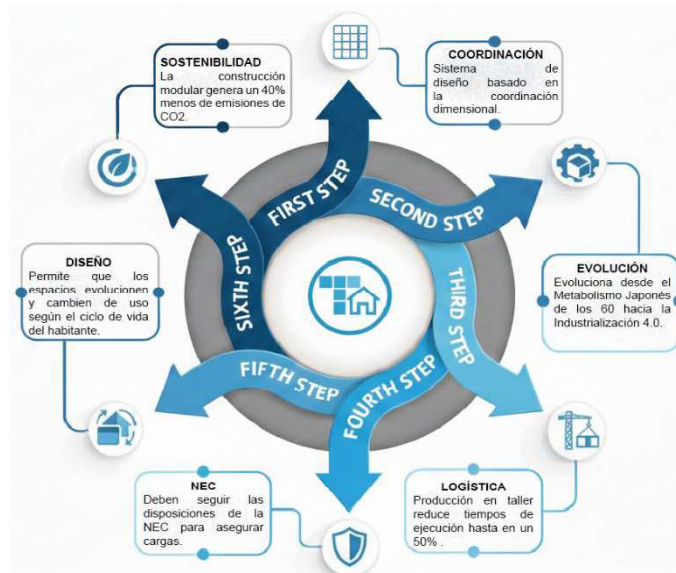 SOSTENIBILIDAD
La construcción
modular genera un 40%
menos de emisiones de
CO2.
COORDINACIÓN
Sistema de
diseño basado en
la coordinación
dimensional.
FIRST STEP
SECOND STEP
THIRD STEP
FOURTH STEP
FIFTH STEP
SIXTH STEP
EVOLUCIÓN
Evoluciona desde el
Metabolismo Japonés
de los 60 hacia la
Industrialización 4.0.
DISEÑO
Permite que los
espacios evolucionen
y cambien de uso
según el ciclo de vida
del habitante.
NEC
Deben seguir las
disposiciones de la
NEC para asegurar
cargas.
LOGÍSTICA
Producción en taller
reduce tiempos de
ejecución hasta en un
50% .